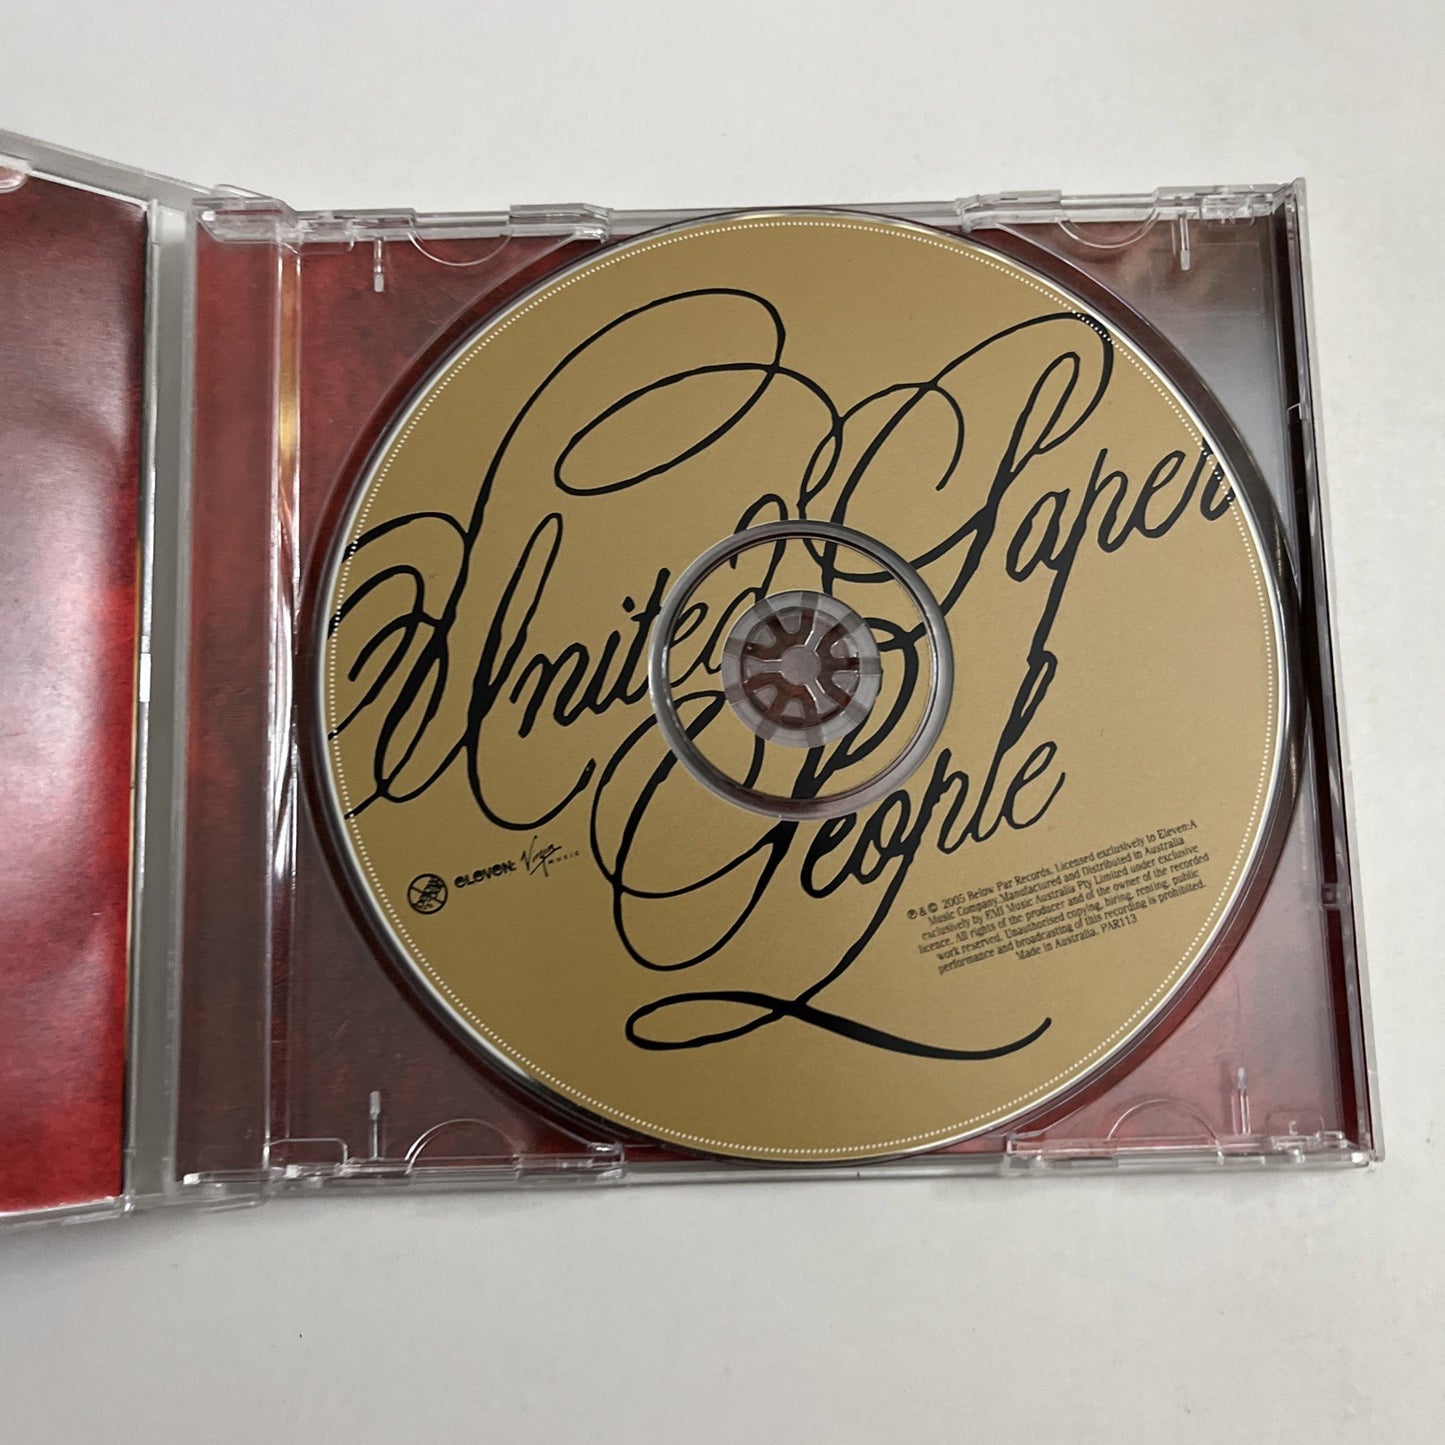 United Paper
People
eleven: Virgin
MUSIC
℗ & © 2005 Below Par Records. Licensed exclusively to Eleven:A
Music Company. Manufactured and Distributed in Australia
exclusively by EMI Music Australia Pty Limited under exclusive
licence. All rights of the producer and of the owner of the recorded
work reserved. Unauthorised copying, hiring, renting, public
performance and broadcasting of this recording is prohibited.
Made in Australia. PAR113